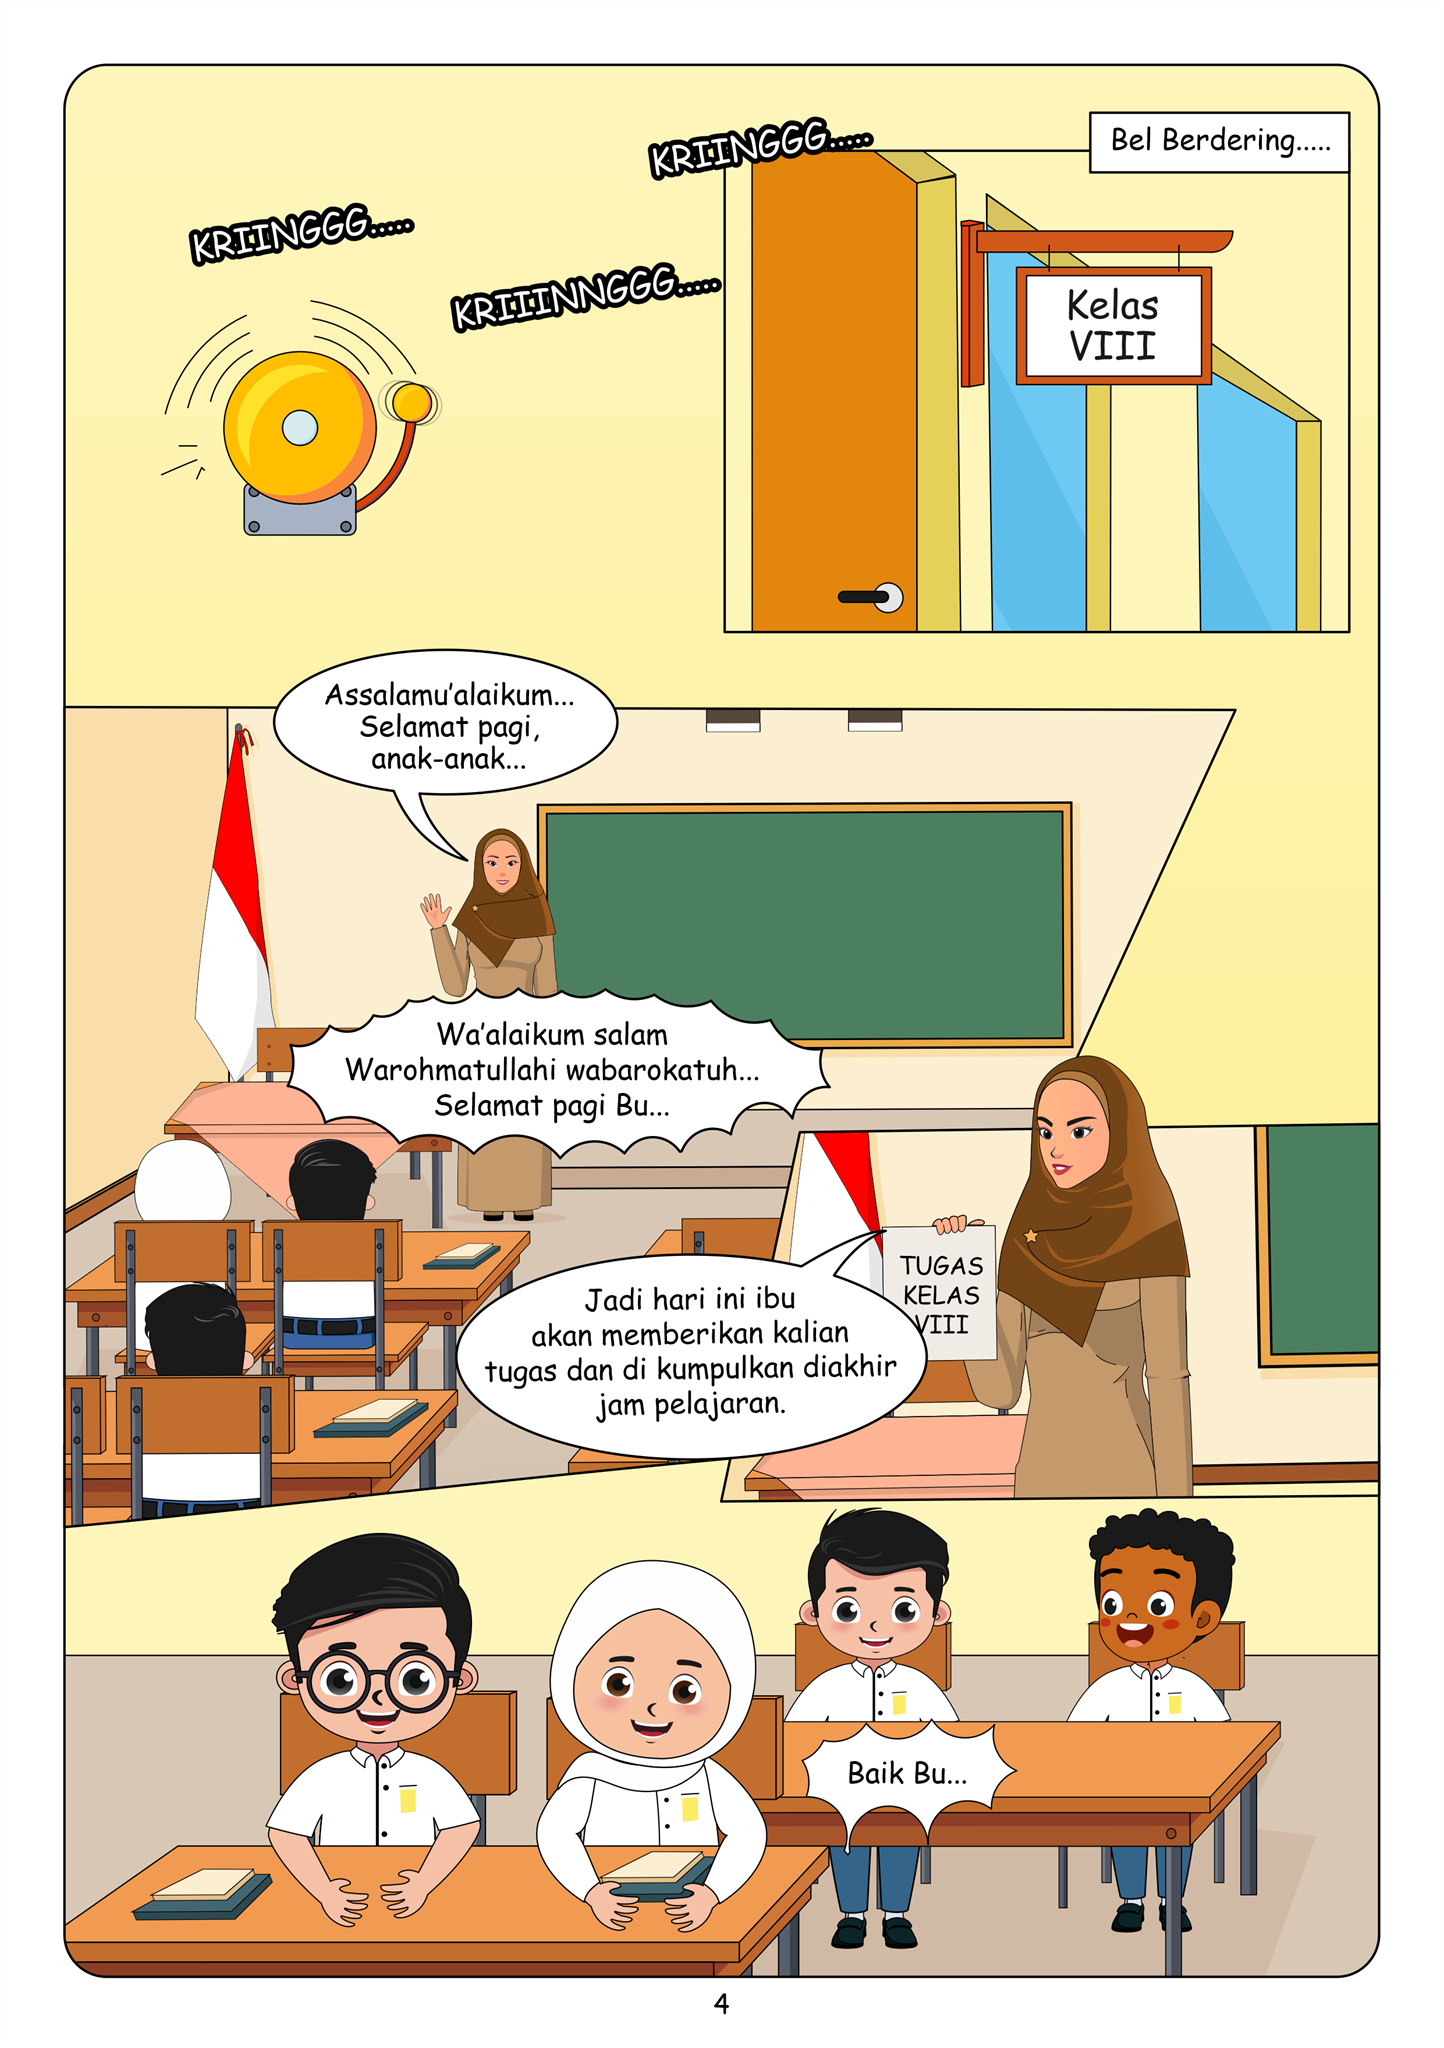 KRIINGGG.....
KRIINGGG.....
KRIIINNGGG.....
Bel Berdering.....
Kelas
VIII
Assalamu'alaikum...
Selamat pagi,
anak-anak...
Wa'alaikum salam
Warohmatullahi wabarokatuh...
Selamat pagi Bu...
TUGAS
KELAS
VIII
Jadi hari ini ibu
akan memberikan kalian
tugas dan di kumpulkan diakhir
jam pelajaran.
Baik Bu...
4